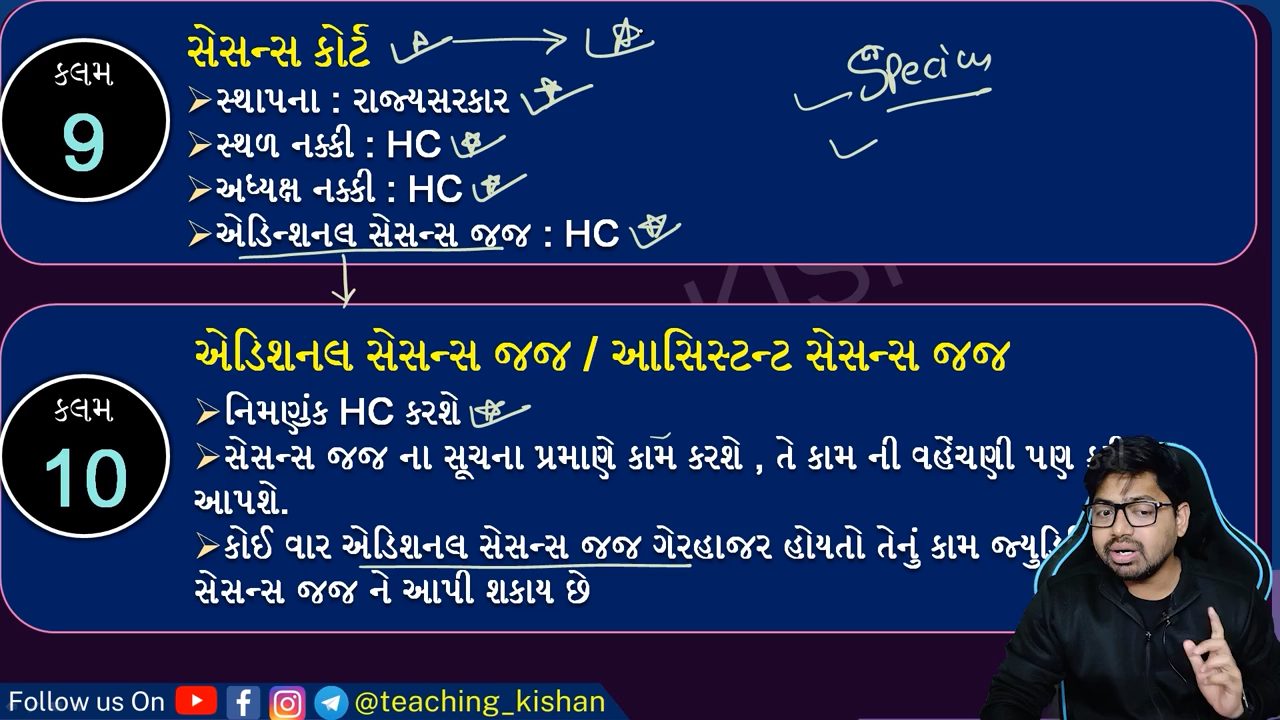 કલમ
9
સેસન્સ કોર્ટ
➢સ્થાપના : રાજ્યસરકાર
➢સ્થળ નક્કી : HC
➢અધ્યક્ષ નક્કી : HC
➢એડિન્શનલ સેસન્સ જજ : HC
કલમ
10
એડિશનલ સેસન્સ જજ / આસિસ્ટન્ટ સેસન્સ જજ
➢નિમણુંક HC કરશે
➢સેસન્સ જજ ના સૂચના પ્રમાણે કામ કરશે , તે કામ ની વહેંચણી પણ કરી
આપશે.
➢કોઈ વાર એડિશનલ સેસન્સ જજ ગેરહાજર હોયતો તેનું કામ
સેસન્સ જજ ને આપી શકાય છે
Follow us On @teaching_kishan